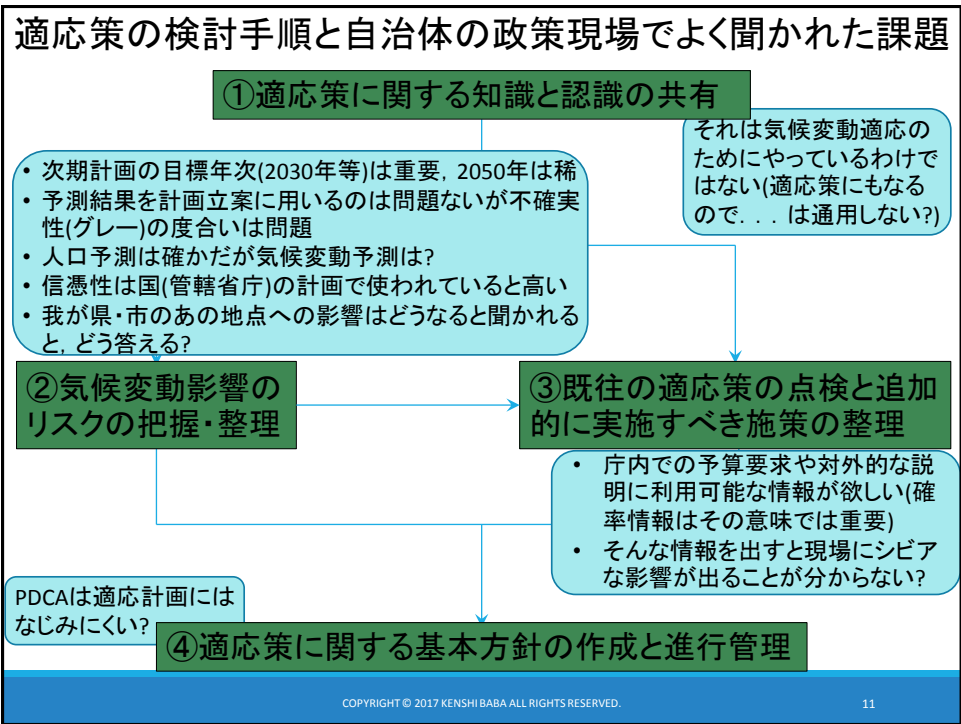 適応策の検討手順と自治体の政策現場でよく聞かれた課題
①適応策に関する知識と認識の共有
それは気候変動適応の
ためにやっているわけで
はない(適応策にもなる
ので. . . は通用しない?)
• 次期計画の目標年次(2030年等)は重要, 2050年は稀
• 予測結果を計画立案に用いるのは問題ないが不確実
性(グレー)の度合いは問題
• 人口予測は確かだが気候変動予測は?
• 信憑性は国(管轄省庁)の計画で使われていると高い
• 我が県・市のあの地点への影響はどうなると聞かれる
と, どう答える?
②気候変動影響の
リスクの把握・整理
③既往の適応策の点検と追加
的に実施すべき施策の整理
• 庁内での予算要求や対外的な説
明に利用可能な情報が欲しい(確
率情報はその意味では重要)
• そんな情報を出すと現場にシビア
な影響が出ることが分からない?
PDCAは適応計画には
なじみにくい?
④適応策に関する基本方針の作成と進行管理
COPYRIGHT © 2017 KENSHI BABA ALL RIGHTS RESERVED.
11